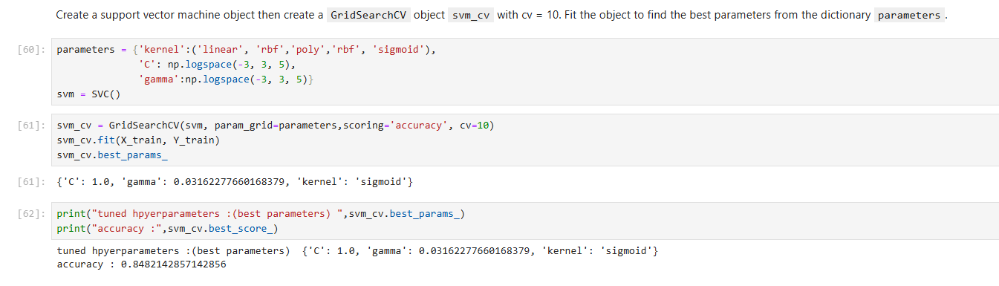 Create a support vector machine object then create a GridSearchCV object svm_cv with cv = 10. Fit the object to find the best parameters from the dictionary parameters.
[60]: parameters = {'kernel':('linear', 'rbf','poly','rbf', 'sigmoid'),
'C': np.logspace(-3, 3, 5),
'gamma':np.logspace(-3, 3, 5)}
svm = SVC()
[61]: svm_cv = GridSearchCV(svm, param_grid=parameters,scoring='accuracy', cv=10)
svm_cv.fit(X_train, Y_train)
svm_cv.best_params_
[61]: {'C': 1.0, 'gamma': 0.03162277660168379, 'kernel': 'sigmoid'}
[62]: print("tuned hpyerparameters :(best parameters) ",svm_cv.best_params_)
print("accuracy :",svm_cv.best_score_)
tuned hpyerparameters :(best parameters)  {'C': 1.0, 'gamma': 0.03162277660168379, 'kernel': 'sigmoid'}
accuracy : 0.8482142857142856